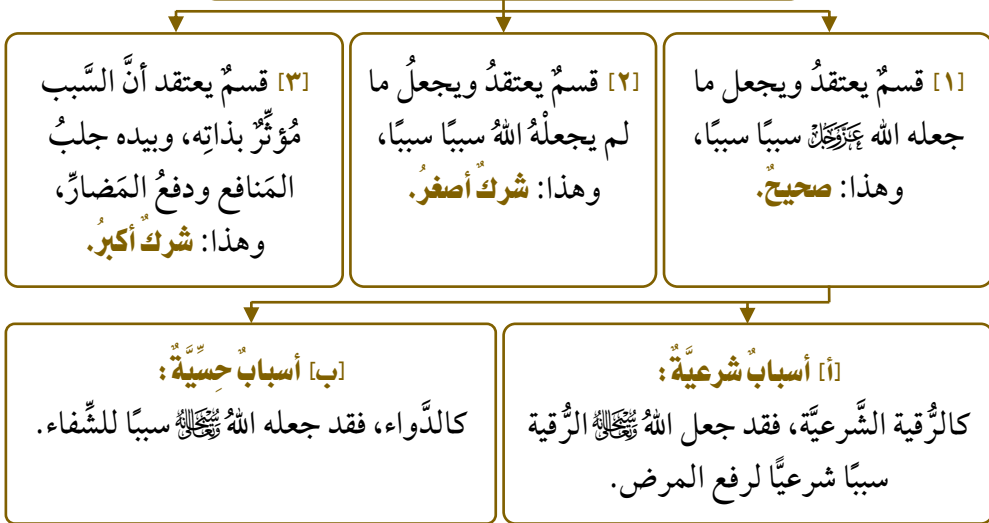 [١] قسمٌ يعتقدُ ويجعل ما
جعله الله عَزَّوَجَلَّ سببًا سببًا،
وهذا: صحيحٌ.
[٢] قسمٌ يعتقدُ ويجعلُ ما
لم يجعلْهُ اللهُ سببًا سببًا،
وهذا: شركٌ أصغرُ.
[٣] قسمٌ يعتقد أنَّ السَّبب
مُؤثِّرٌ بذاتِه، وبيده جلبُ
المَنافع ودفعُ المَضارِّ،
وهذا: شركٌ أكبرُ.
[أ] أسبابٌ شرعيَّةٌ:
كالرُّقية الشَّرعيَّة، فقد جعل اللهُ سُبْحَانَهُ وَتَعَالَى الرُّقية
سببًا شرعيًّا لرفع المرض.
[ب] أسبابٌ حِسِّيَّةٌ:
كالدَّواء، فقد جعله اللهُ سُبْحَانَهُ وَتَعَالَى سببًا للشِّفاء.